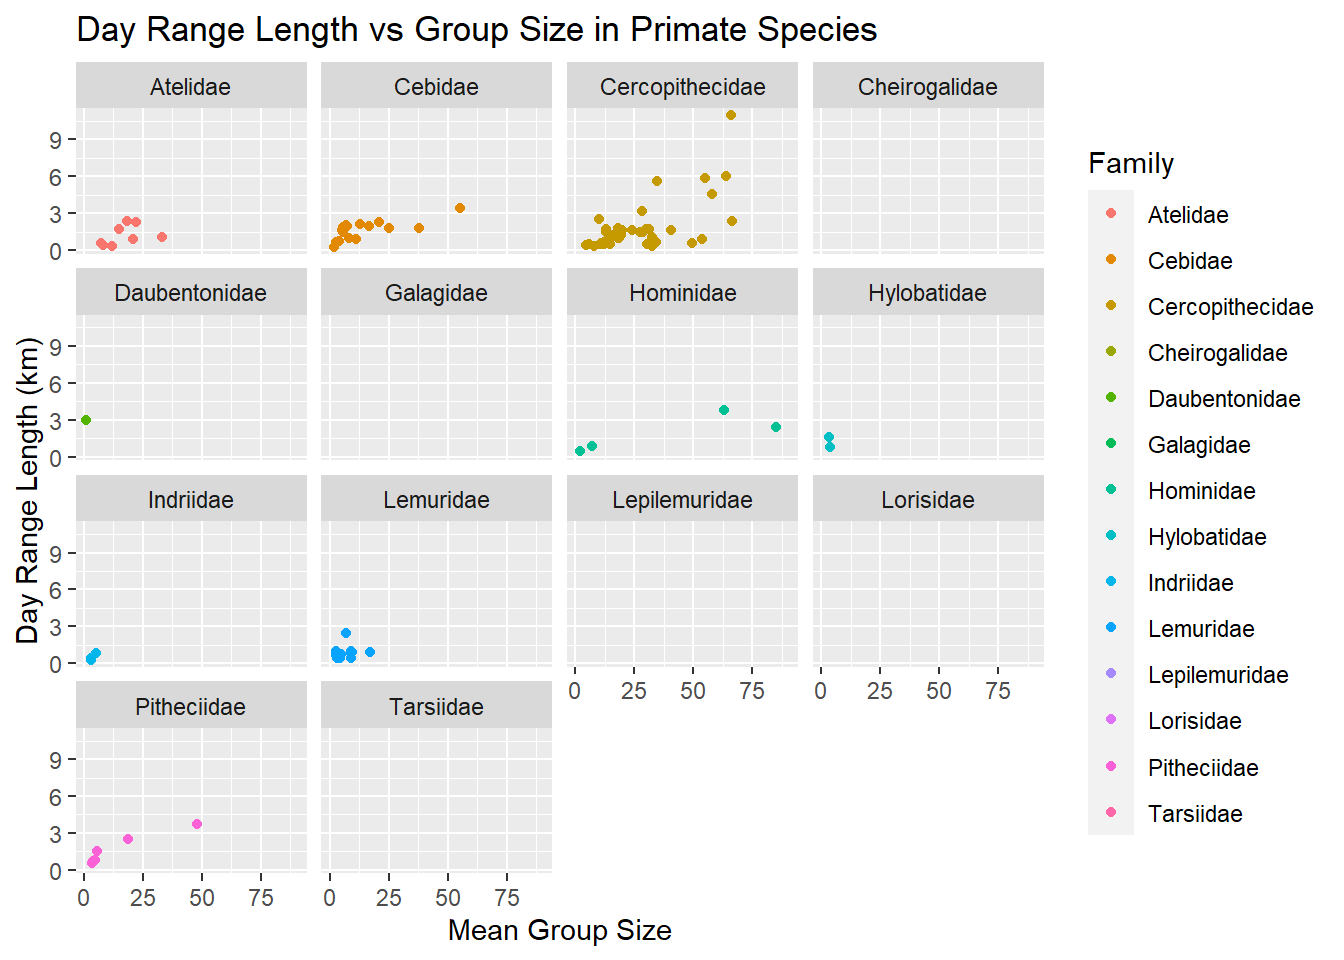 Day Range Length vs Group Size in Primate Species
Atelidae Cebidae Cercopithecidae Cheirogalidae
9
6
3
0
Daubentonidae Galagidae Hominidae Hylobatidae
9
6
3
0
Indriidae Lemuridae Lepilemuridae Lorisidae
9
6
3
0
0 25 50 75 0 25 50 75
Pitheciidae Tarsiidae
9
6
3
0
0 25 50 75 0 25 50 75
Mean Group Size
Day Range Length (km)
Family
Atelidae
Cebidae
Cercopithecidae
Cheirogalidae
Daubentonidae
Galagidae
Hominidae
Hylobatidae
Indriidae
Lemuridae
Lepilemuridae
Lorisidae
Pitheciidae
Tarsiidae